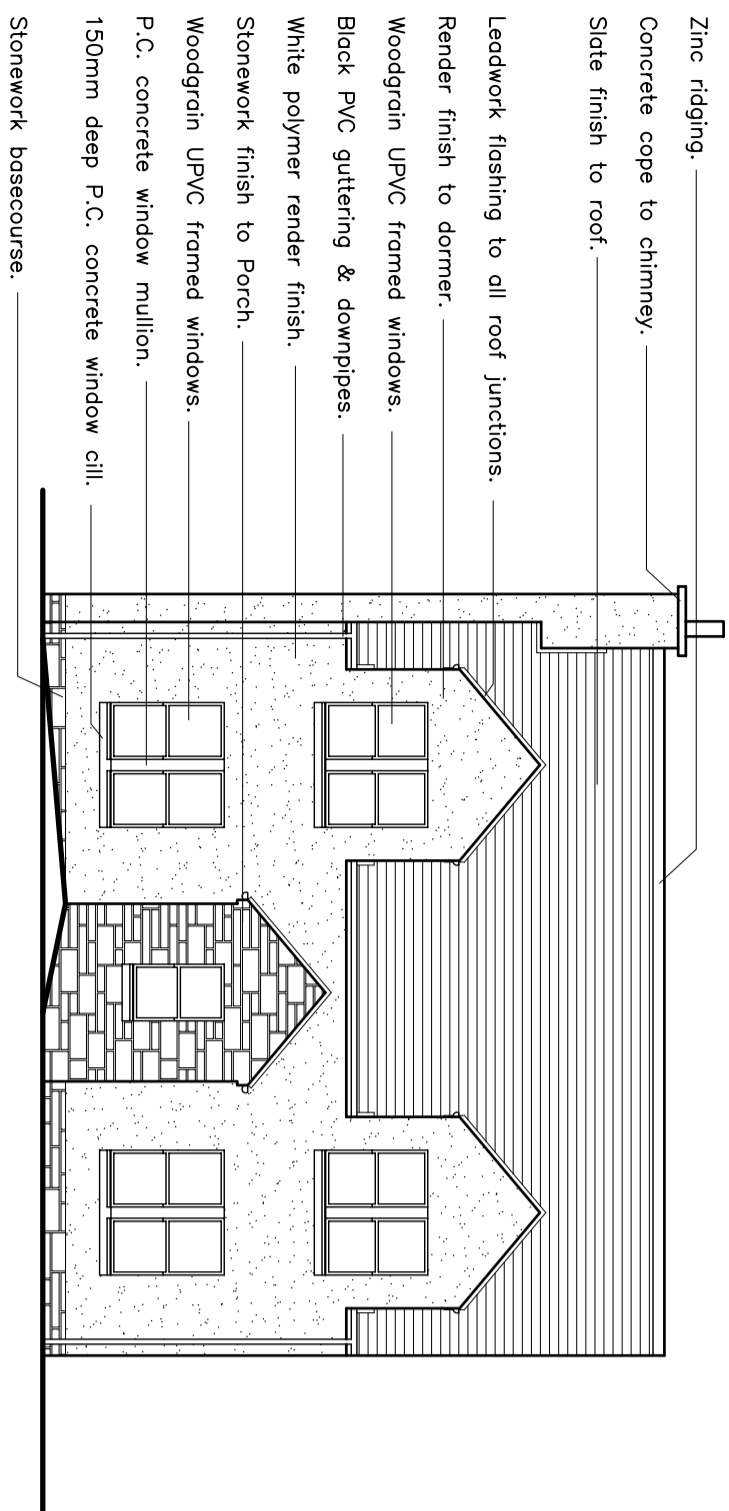 Zinc ridging.
Concrete cope to chimney.
Slate finish to roof.
Leadwork flashing to all roof junctions.
Render finish to dormer.
Woodgrain UPVC framed windows.
Black PVC guttering & downpipes.
White polymer render finish.
Stonework finish to Porch.
Woodgrain UPVC framed windows.
P.C. concrete window mullion.
150mm deep P.C. concrete window cill.
Stonework basecourse.